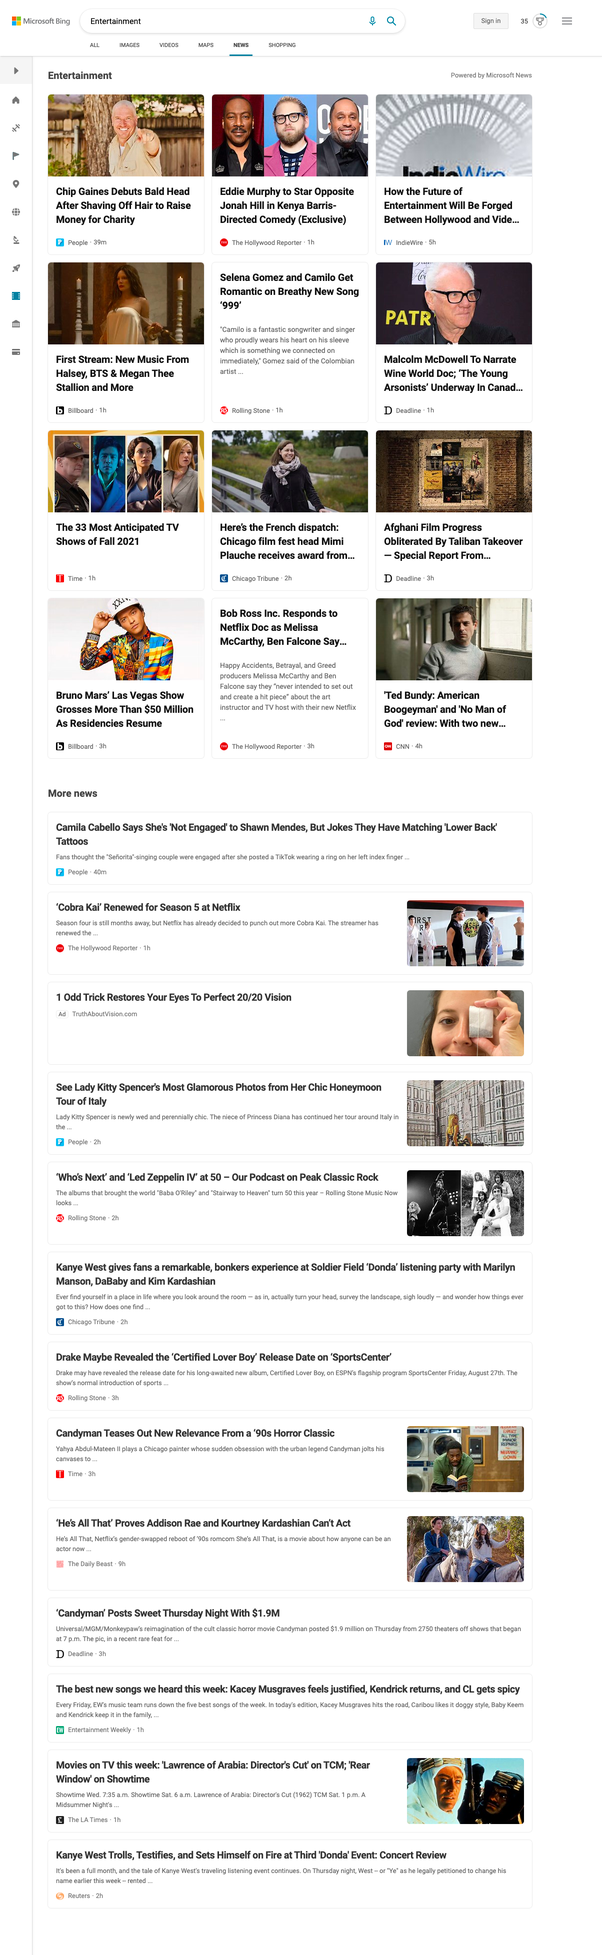 Microsoft Bing
Entertainment
Sign in
35
ALL IMAGES VIDEOS MAPS NEWS SHOPPING
Entertainment
Powered by Microsoft News
IndieWire
Chip Gaines Debuts Bald Head
After Shaving Off Hair to Raise
Money for Charity
People · 39m
Eddie Murphy to Star Opposite
Jonah Hill in Kenya Barris-
Directed Comedy (Exclusive)
The Hollywood Reporter · 1h
How the Future of
Entertainment Will Be Forged
Between Hollywood and Vide...
IndieWire · 5h
First Stream: New Music From
Halsey, BTS & Megan Thee
Stallion and More
Billboard · 1h
Selena Gomez and Camilo Get
Romantic on Breathy New Song
‘999’
"Camilo is a fantastic songwriter and singer
who proudly wears his heart on his sleeve
which is something we connected on
immediately," Gomez said of the Colombian
artist ...
Rolling Stone · 1h
PATR
Malcolm McDowell To Narrate
Wine World Doc; ‘The Young
Arsonists’ Underway In Canad...
Deadline · 1h
The 33 Most Anticipated TV
Shows of Fall 2021
Time · 1h
Here’s the French dispatch:
Chicago film fest head Mimi
Plauche receives award from...
Chicago Tribune · 2h
Afghani Film Progress
Obliterated By Taliban Takeover
— Special Report From...
Deadline · 3h
XXIV
Bruno Mars’ Las Vegas Show
Grosses More Than $50 Million
As Residencies Resume
Billboard · 3h
Bob Ross Inc. Responds to
Netflix Doc as Melissa
McCarthy, Ben Falcone Say...
Happy Accidents, Betrayal, and Greed
producers Melissa McCarthy and Ben
Falcone say they "never intended to set out
and create a hit piece" about the art
instructor and TV host with their new Netflix
...
The Hollywood Reporter · 3h
'Ted Bundy: American
Boogeyman' and 'No Man of
God' review: With two new...
CNN · 4h
More news
Camila Cabello Says She's 'Not Engaged' to Shawn Mendes, But Jokes They Have Matching 'Lower Back'
Tattoos
Fans thought the "Señorita"-singing couple were engaged after she posted a TikTok wearing a ring on her left index finger ...
People · 40m
‘Cobra Kai’ Renewed for Season 5 at Netflix
Season four is still months away, but Netflix has already decided to punch out more Cobra Kai. The streamer has
renewed the ...
The Hollywood Reporter · 1h
1 Odd Trick Restores Your Eyes To Perfect 20/20 Vision
Ad TruthAboutVision.com
See Lady Kitty Spencer's Most Glamorous Photos from Her Chic Honeymoon
Tour of Italy
Lady Kitty Spencer is newly wed and perennially chic. The niece of Princess Diana has continued her tour around Italy in
the ...
People · 2h
‘Who’s Next’ and ‘Led Zeppelin IV’ at 50 – Our Podcast on Peak Classic Rock
The albums that brought the world "Baba O'Riley" and "Stairway to Heaven" turn 50 this year – Rolling Stone Music Now
looks ...
Rolling Stone · 2h
Kanye West gives fans a remarkable, bonkers experience at Soldier Field ‘Donda’ listening party with Marilyn
Manson, DaBaby and Kim Kardashian
Ever find yourself in a place in life where you look around the room — as in, actually turn your head, survey the landscape, sigh loudly — and wonder how things ever
got to this? How does one find ...
Chicago Tribune · 2h
Drake Maybe Revealed the ‘Certified Lover Boy’ Release Date on ‘SportsCenter’
Drake may have revealed the release date for his long-awaited new album, Certified Lover Boy, on ESPN's flagship program SportsCenter Friday, August 27th. The
show's normal introduction of sports ...
Rolling Stone · 3h
Candyman Teases Out New Relevance From a ‘90s Horror Classic
Yahya Abdul-Mateen II plays a Chicago painter whose sudden obsession with the urban legend Candyman jolts his
canvases to ...
Time · 3h
‘He’s All That’ Proves Addison Rae and Kourtney Kardashian Can’t Act
He's All That, Netflix's gender-swapped reboot of '90s romcom She's All That, is a movie about how anyone can be an
actor now ...
The Daily Beast · 9h
‘Candyman’ Posts Sweet Thursday Night With $1.9M
Universal/MGM/Monkeypaw's reimagination of the cult classic horror movie Candyman posted $1.9 million on Thursday from 2750 theaters off shows that began
at 7 p.m. The pic, in a recent rare feat for ...
Deadline · 3h
The best new songs we heard this week: Kacey Musgraves feels justified, Kendrick returns, and CL gets spicy
Every Friday, EW's music team runs down the five best songs of the week. In today's edition, Kacey Musgraves hits the road, Caribou likes it doggy style, Baby Keem
and Kendrick keep it in the family, ...
Entertainment Weekly · 1h
Movies on TV this week: 'Lawrence of Arabia: Director's Cut' on TCM; 'Rear
Window' on Showtime
Showtime Wed. 7:35 a.m. Showtime Sat. 6 a.m. Lawrence of Arabia: Director's Cut (1962) TCM Sat. 1 p.m. A
Midsummer Night's ...
The LA Times · 1h
Kanye West Trolls, Testifies, and Sets Himself on Fire at Third 'Donda' Event: Concert Review
It's been a full month, and the tale of Kanye West's traveling listening event continues. On Thursday night, West – or "Ye" as he legally petitioned to change his
name earlier this week – rented ...
Reuters · 2h